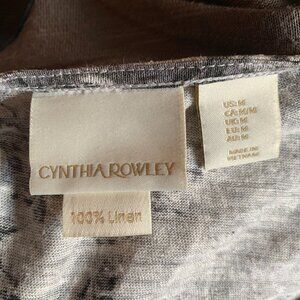 CYNTHIA ROWLEY
100% Linen
US: M
CA: M/M
UK: M
EU: M
AU: M
MADE IN
VIETNAM